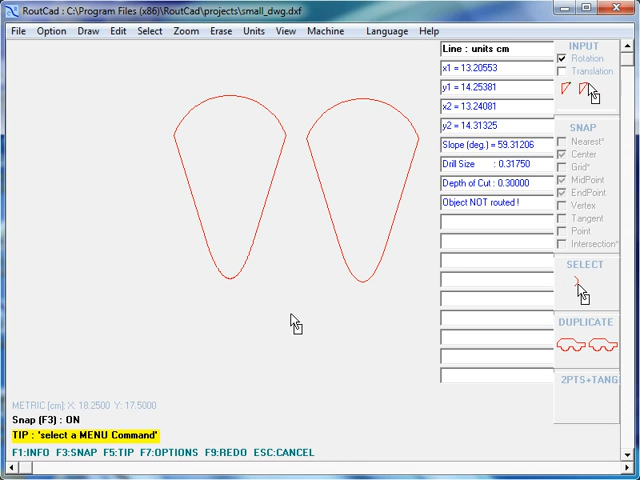 RoutCad : C:\Program Files (x86)\RoutCad\projects\small_dwg.dxf
File Option Draw Edit Select Zoom Erase Units View Machine Language Help
Line : units cm
x1 = 13.20553
y1 = 14.25381
x2 = 13.24081
y2 = 14.31325
Slope (deg.) = 59.31206
Drill Size : 0.31750
Depth of Cut : 0.30000
Object NOT routed !
INPUT
Rotation
Translation
SNAP
Nearest*
Center
Grid*
MidPoint
EndPoint
Vertex
Tangent
Point
Intersection*
SELECT
DUPLICATE
2PTS+TANG
METRIC (cm): X: 18.2500 Y: 17.5000
Snap (F3) : ON
TIP : 'select a MENU Command'
F1:INFO F3:SNAP F5:TIP F7:OPTIONS F9:REDO ESC:CANCEL